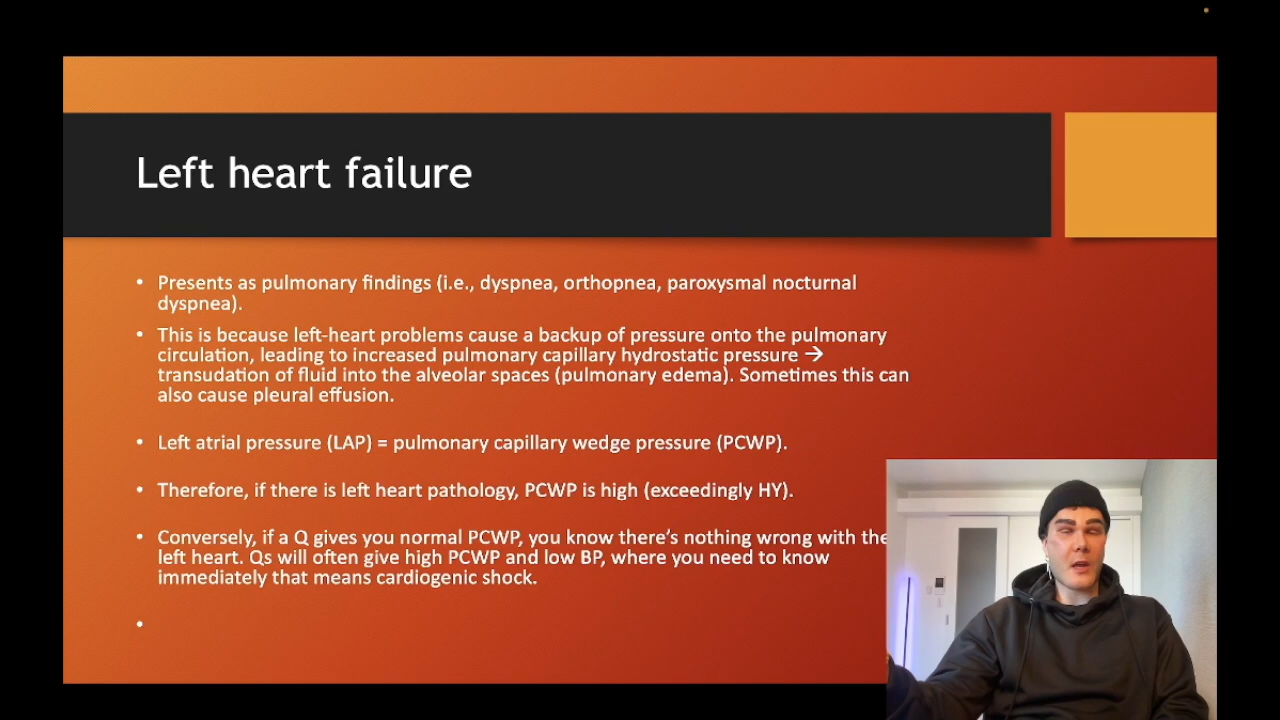 Left heart failure
• Presents as pulmonary findings (i.e., dyspnea, orthopnea, paroxysmal nocturnal
dyspnea).
• This is because left-heart problems cause a backup of pressure onto the pulmonary
circulation, leading to increased pulmonary capillary hydrostatic pressure →
transudation of fluid into the alveolar spaces (pulmonary edema). Sometimes this can
also cause pleural effusion.
• Left atrial pressure (LAP) = pulmonary capillary wedge pressure (PCWP).
• Therefore, if there is left heart pathology, PCWP is high (exceedingly HY).
• Conversely, if a Q gives you normal PCWP, you know there's nothing wrong with the
left heart. Qs will often give high PCWP and low BP, where you need to know
immediately that means cardiogenic shock.
•